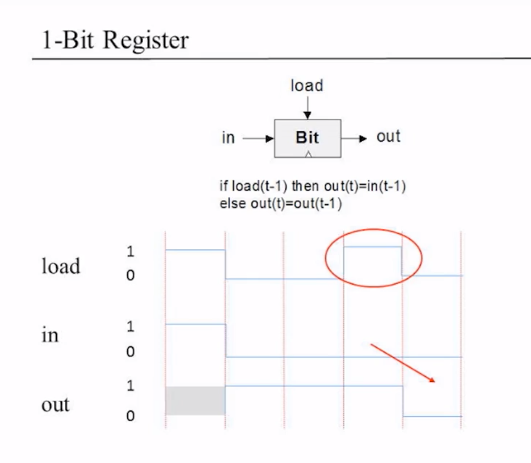 1-Bit Register
load
in Bit out
if load(t-1) then out(t)=in(t-1)
else out(t)=out(t-1)
load 1
0
in 1
0
out 1
0